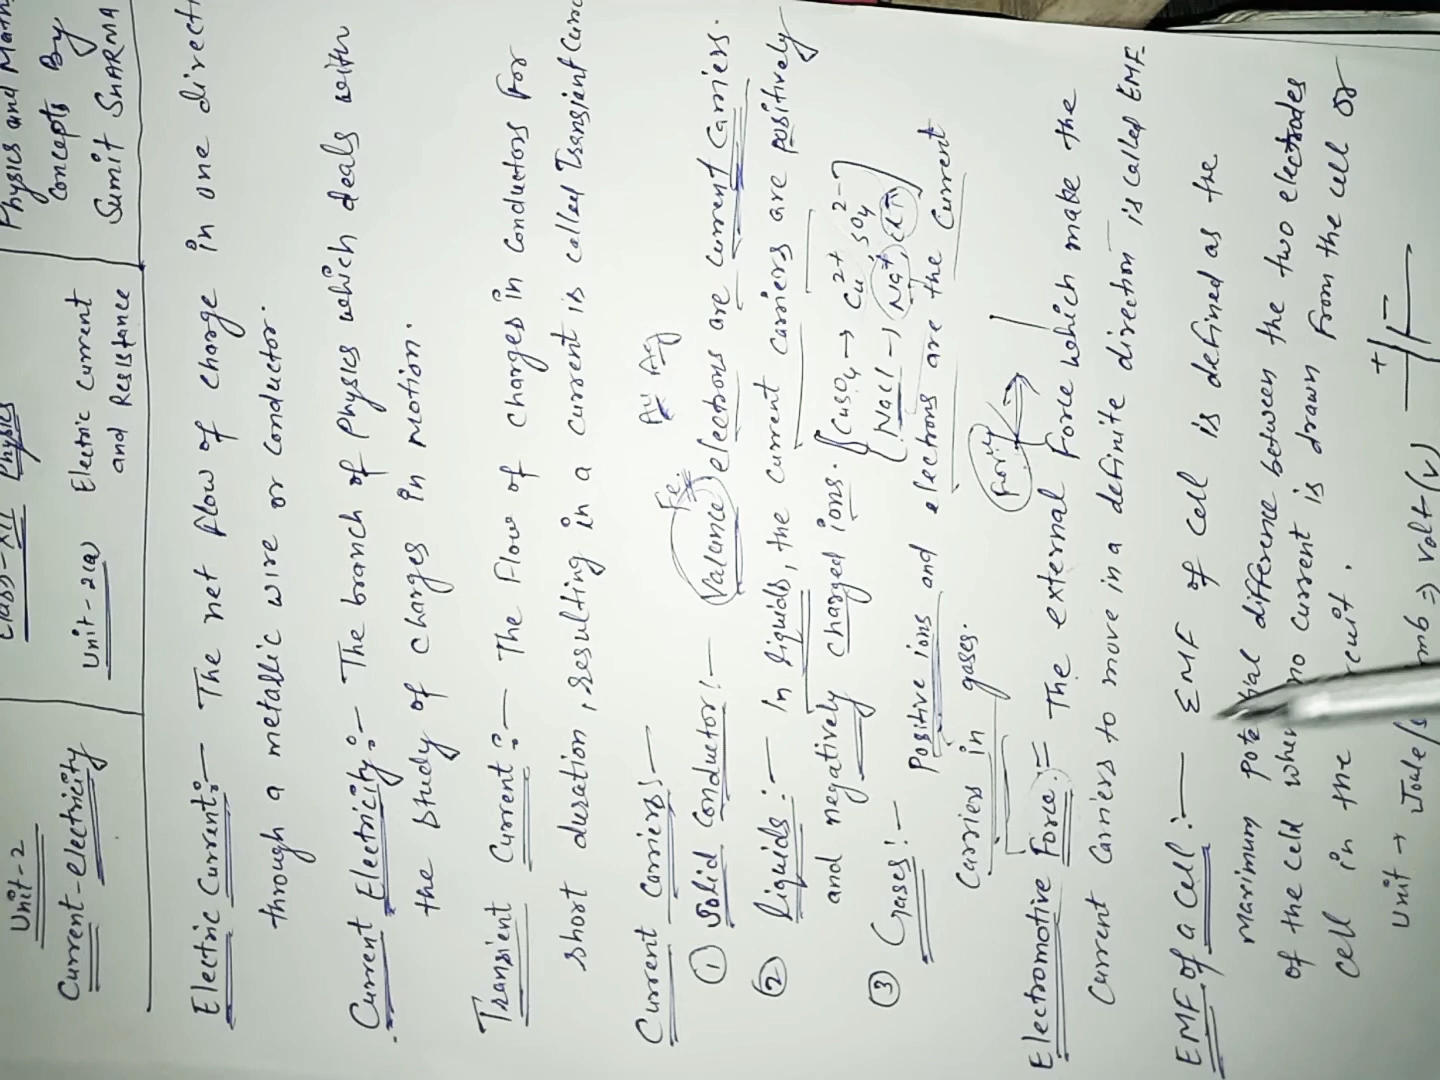 Unit-2
Current-electricity
Class-XII Physics
Unit-2(a) Electric Current
and Resistance
Physics and Math
Concepts By
Sumit SHARMA
Electric Current:- The net flow of charge in one direct
through a metallic wire or conductor.
Current Electricity:- The branch of Physics which deals with
the study of charges in motion.
Transient Current:- The flow of charges in conductors for
short duration, resulting in a current is called Transient Curr
Current Carriers:-
Fe Au Ag
① Solid Conductor:- Valance electrons are current carriers.
② Liquids:- In liquids, the current carriers are positively
and negatively charged ions. {CuSO4 → Cu2+, SO4 2-
NaCl → Na+, Cl-}
③ Gases:- Positive ions and electrons are the current
carriers in gases.
Force
Electromotive Force:= The external force which make the
current carriers to move in a definite direction is called EMF
EMF of a Cell:- EMF of cell is defined as the
maximum difference between the two electrodes
of the cell when no current is drawn from the cell or
cell in the
Unit → Joule/ mb ⇒ volt(V)
+ -